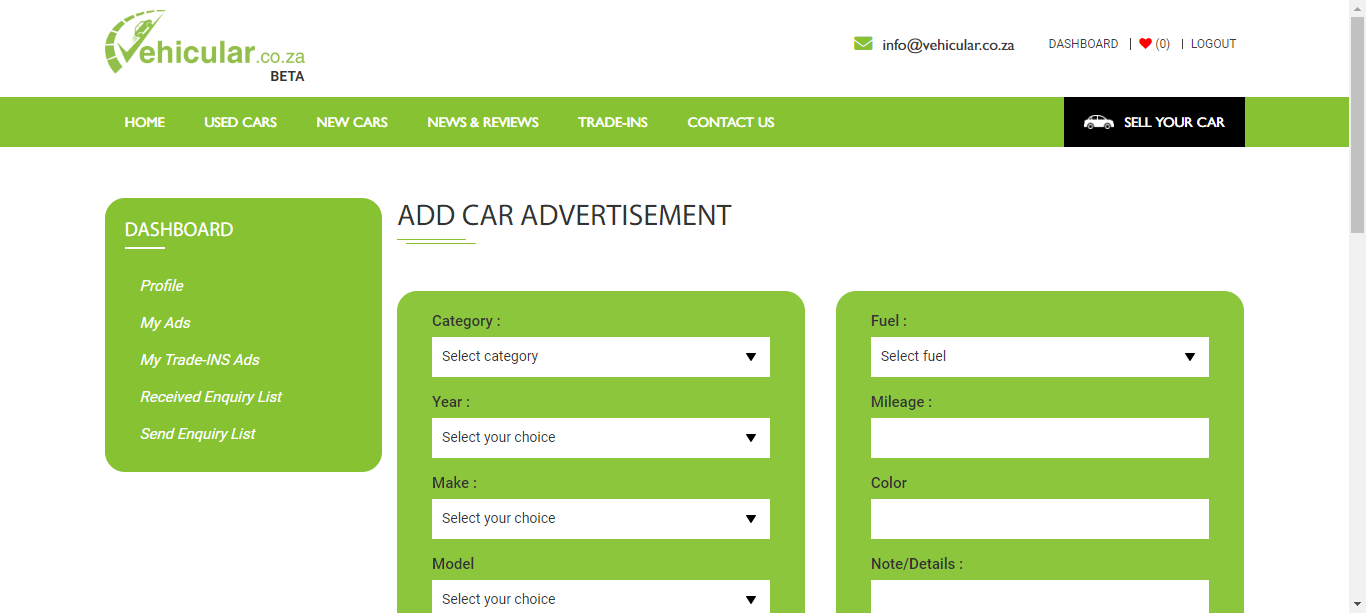 Vehicular.co.za
BETA
info@vehicular.co.za
DASHBOARD | (0) | LOGOUT
HOME USED CARS NEW CARS NEWS & REVIEWS TRADE-INS CONTACT US SELL YOUR CAR
DASHBOARD
Profile
My Ads
My Trade-INS Ads
Received Enquiry List
Send Enquiry List
ADD CAR ADVERTISEMENT
Category :
Select category
Year :
Select your choice
Make :
Select your choice
Model
Select your choice
Fuel :
Select fuel
Mileage :
Color
Note/Details :